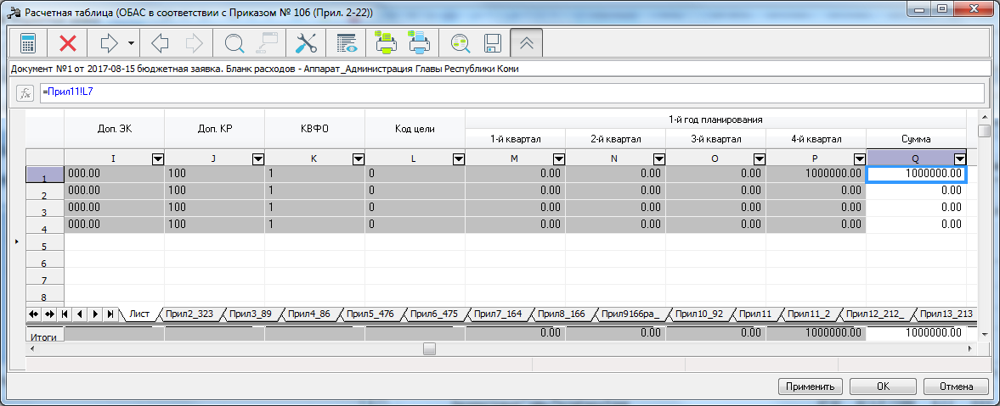 Расчетная таблица (ОБАС в соответствии с Приказом № 106 (Прил. 2-22))
Документ №1 от 2017-08-15 бюджетная заявка. Бланк расходов - Аппарат_Администрация Главы Республики Коми
fx =Прил11!L7
1-й год планирования
Доп. ЭК Доп. КР КВФО Код цели 1-й квартал 2-й квартал 3-й квартал 4-й квартал Сумма
I J K L M N O P Q
1 000.00 100 1 0 0.00 0.00 0.00 1000000.00 1000000.00
2 000.00 100 1 0 0.00 0.00 0.00 0.00 0.00
3 000.00 100 1 0 0.00 0.00 0.00 0.00 0.00
4 000.00 100 1 0 0.00 0.00 0.00 0.00 0.00
5
6
7
8
Лист Прил2_323 Прил3_89 Прил4_86 Прил5_476 Прил6_475 Прил7_164 Прил8_166 Прил9166ра_ Прил10_92 Прил11 Прил11_2 Прил12_212_ Прил13_213
Итоги 0.00 0.00 0.00 1000000.00 1000000.00
Применить OK Отмена